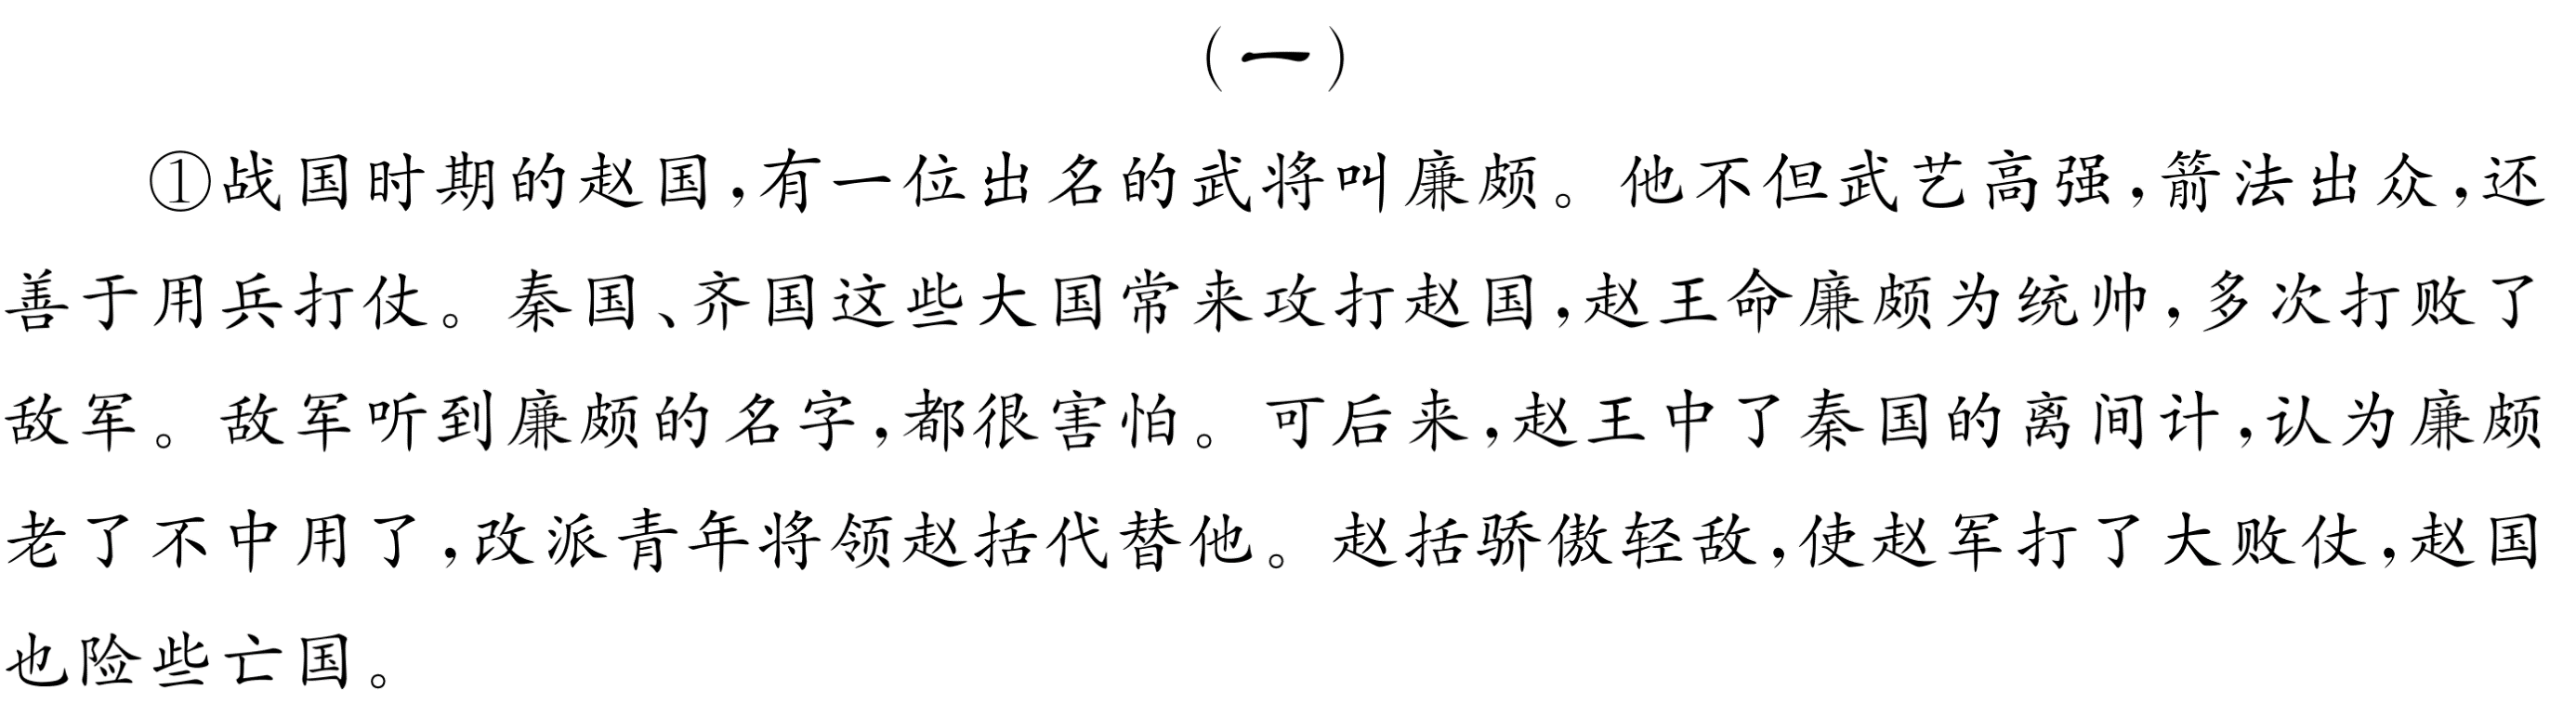 （一）
①战国时期的赵国，有一位出名的武将叫廉颇。他不但武艺高强，箭法出众，还
善于用兵打仗。秦国、齐国这些大国常来攻打赵国，赵王命廉颇为统帅，多次打败了
敌军。敌军听到廉颇的名字，都很害怕。可后来，赵王中了秦国的离间计，认为廉颇
老了不中用了，改派青年将领赵括代替他。赵括骄傲轻敌，使赵军打了大败仗，赵国
也险些亡国。